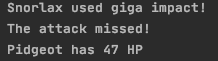 Snorlax used giga impact!
The attack missed!
Pidgeot has 47 HP